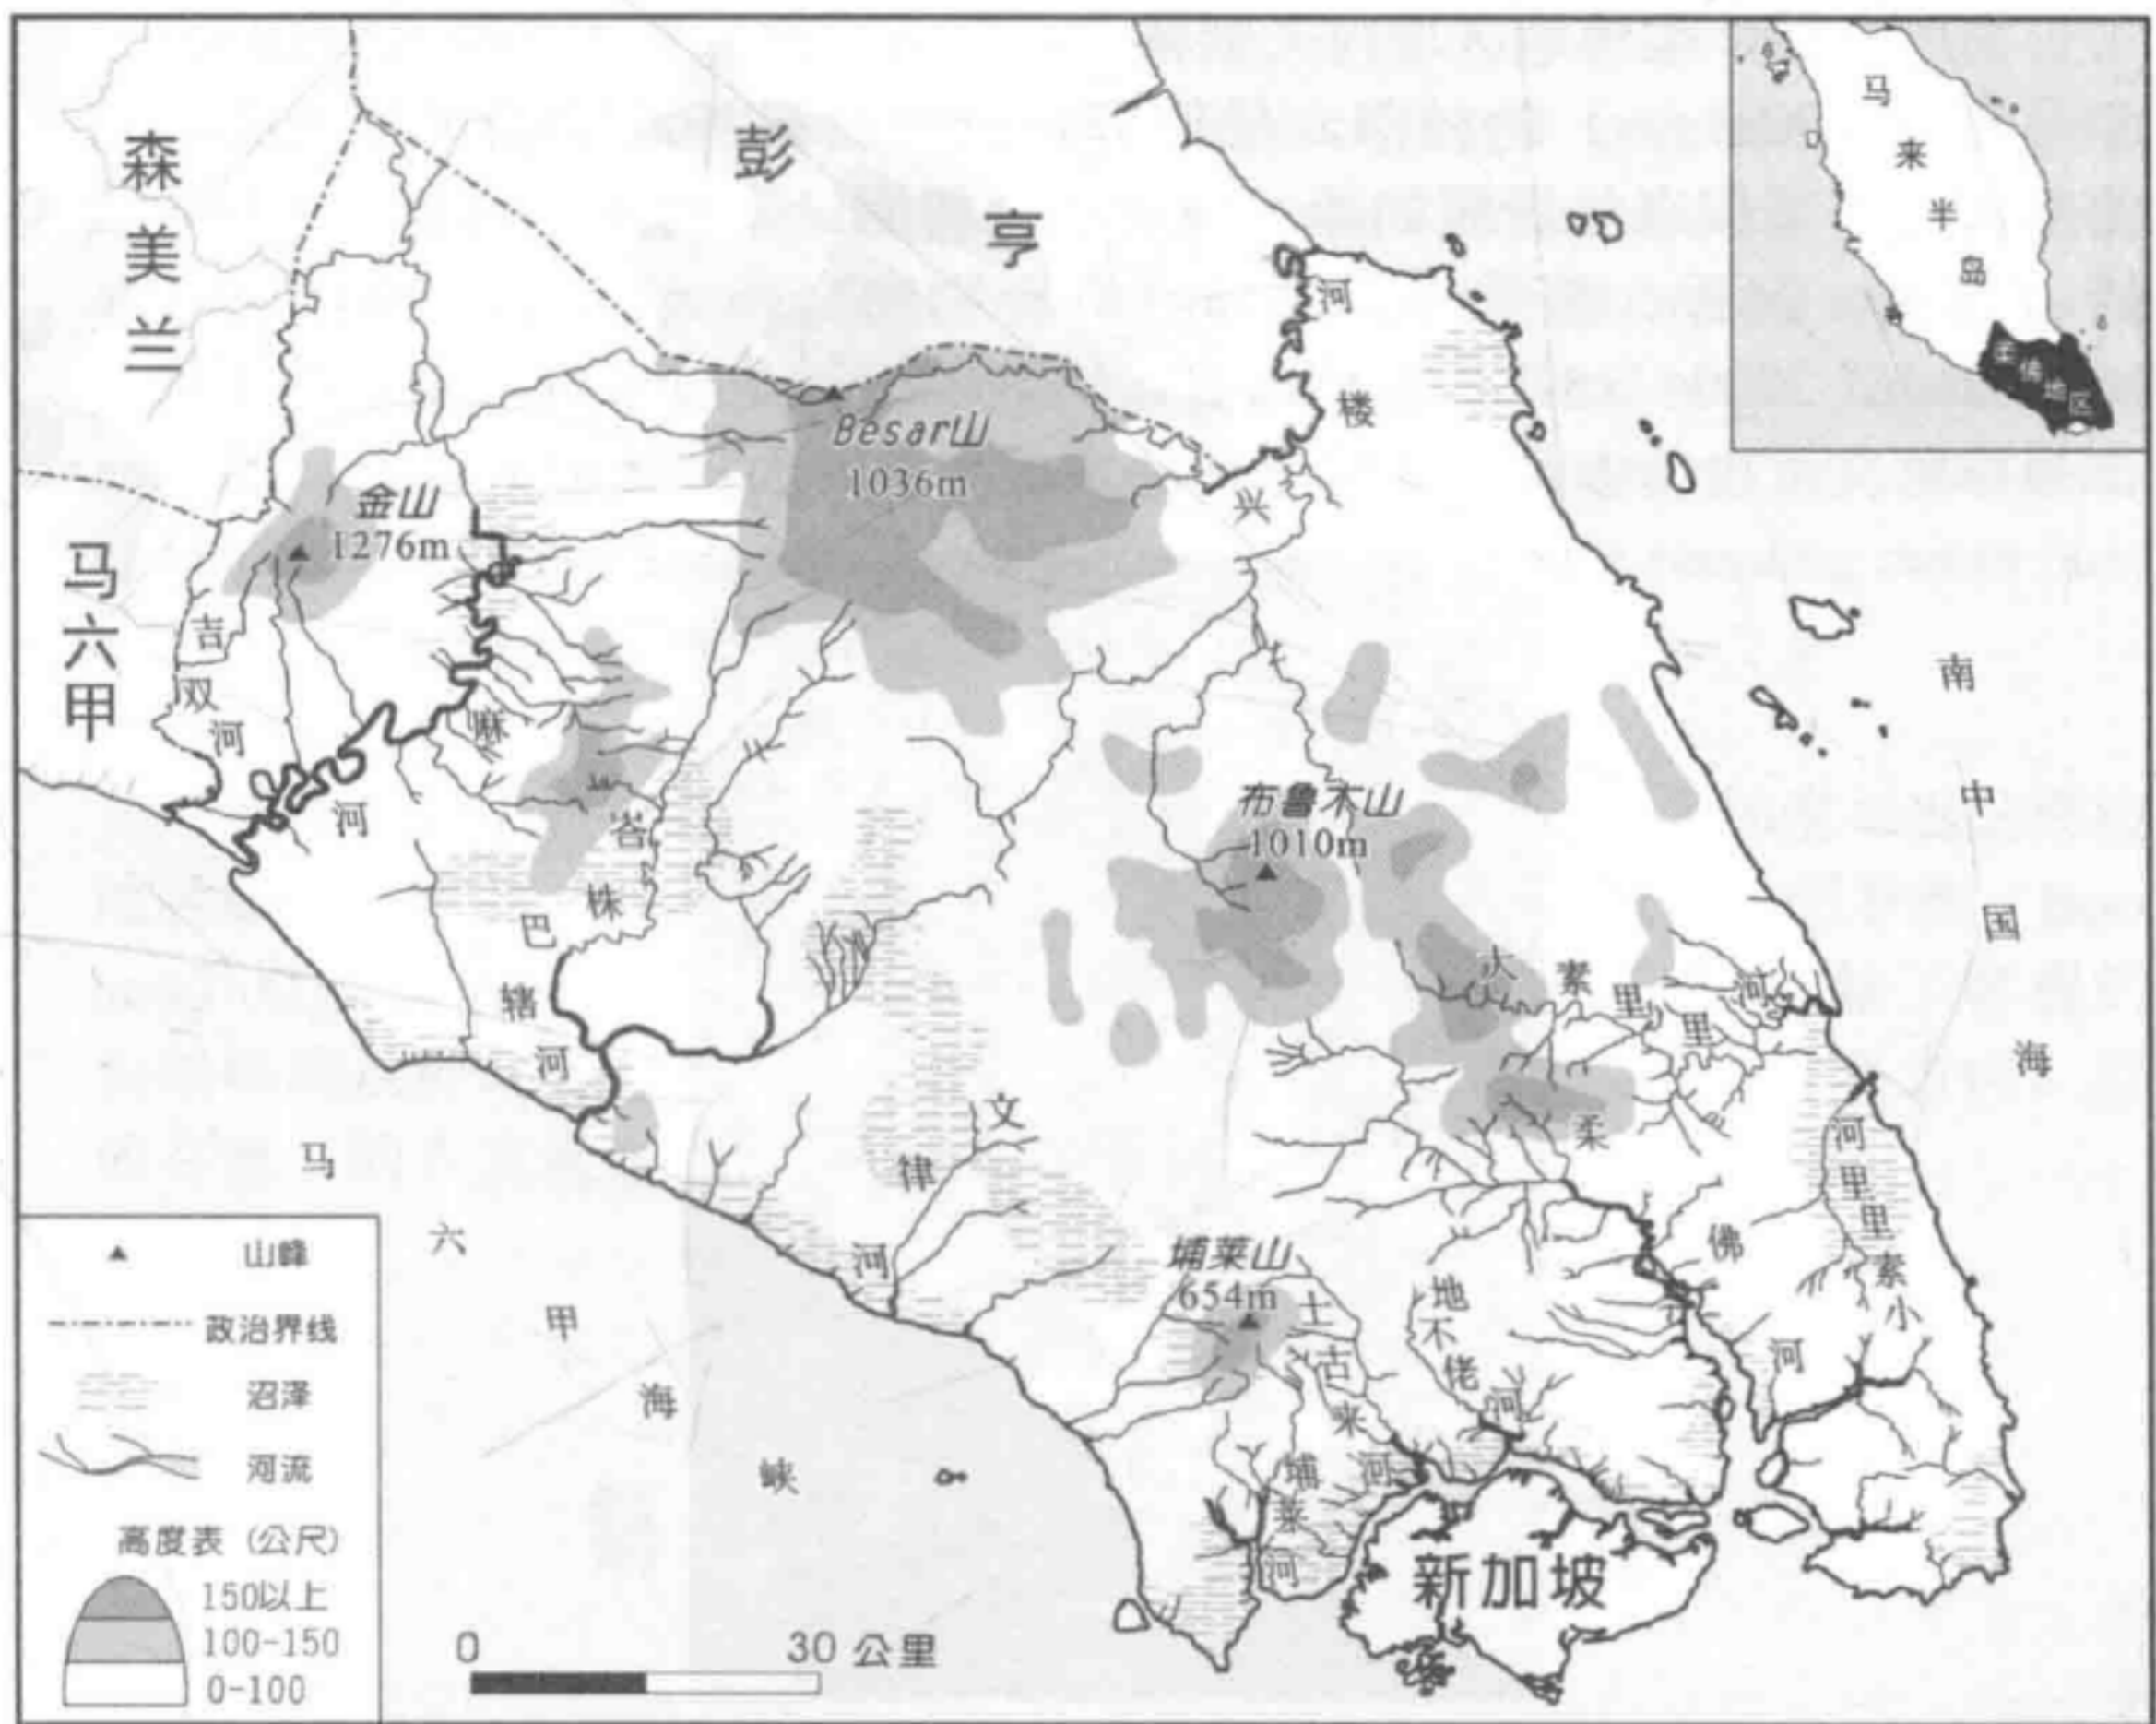 森美兰
彭亨
马六甲
马来半岛
柔佛地区
Besar山
1036m
金山
1276m
布鲁木山
1010m
埔莱山
654m
吉双河
麻河
峇株巴辖河
文律河
兴楼河
大素里里河
小素里里河
柔佛河
地不佬河
士古来河
埔莱河
新加坡
南中国海
马六甲海峡
山峰
政治界线
沼泽
河流
高度表 (公尺)
150以上
100-150
0-100
0 30 公里